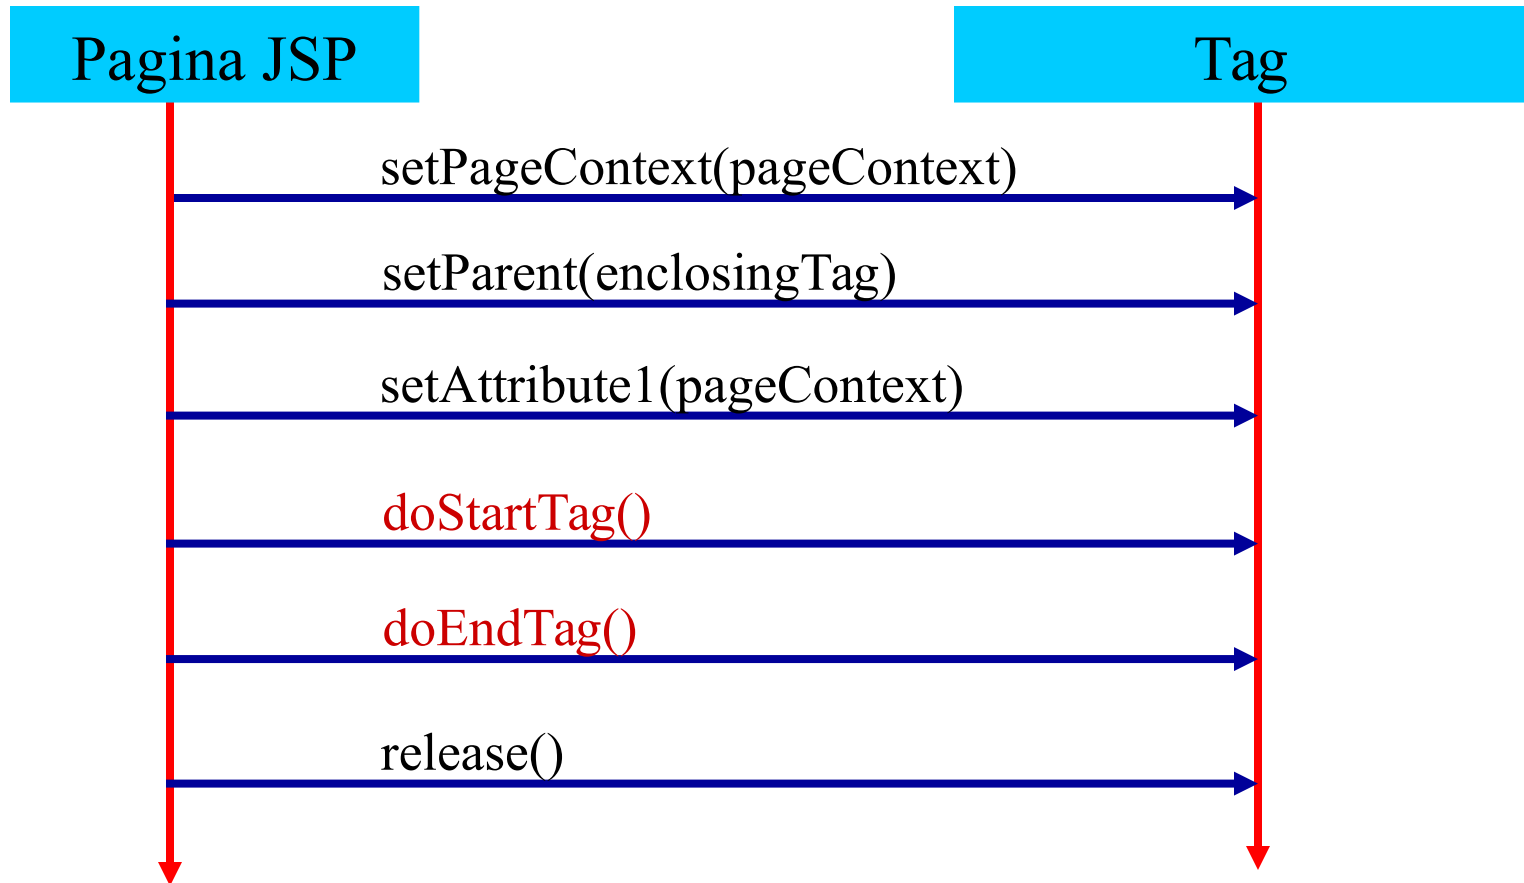 Pagina JSP
Tag
setPageContext(pageContext)
setParent(enclosingTag)
setAttribute1(pageContext)
doStartTag()
doEndTag()
release()